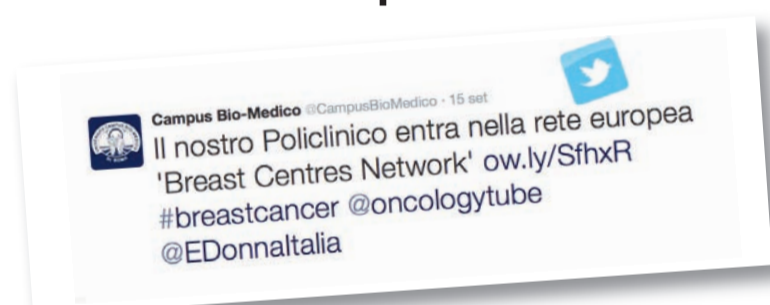 Campus Bio-Medico @CampusBioMedico · 15 set
Il nostro Policlinico entra nella rete europea
'Breast Centres Network' ow.ly/SfhxR
#breastcancer @oncologytube
@EDonnaItalia